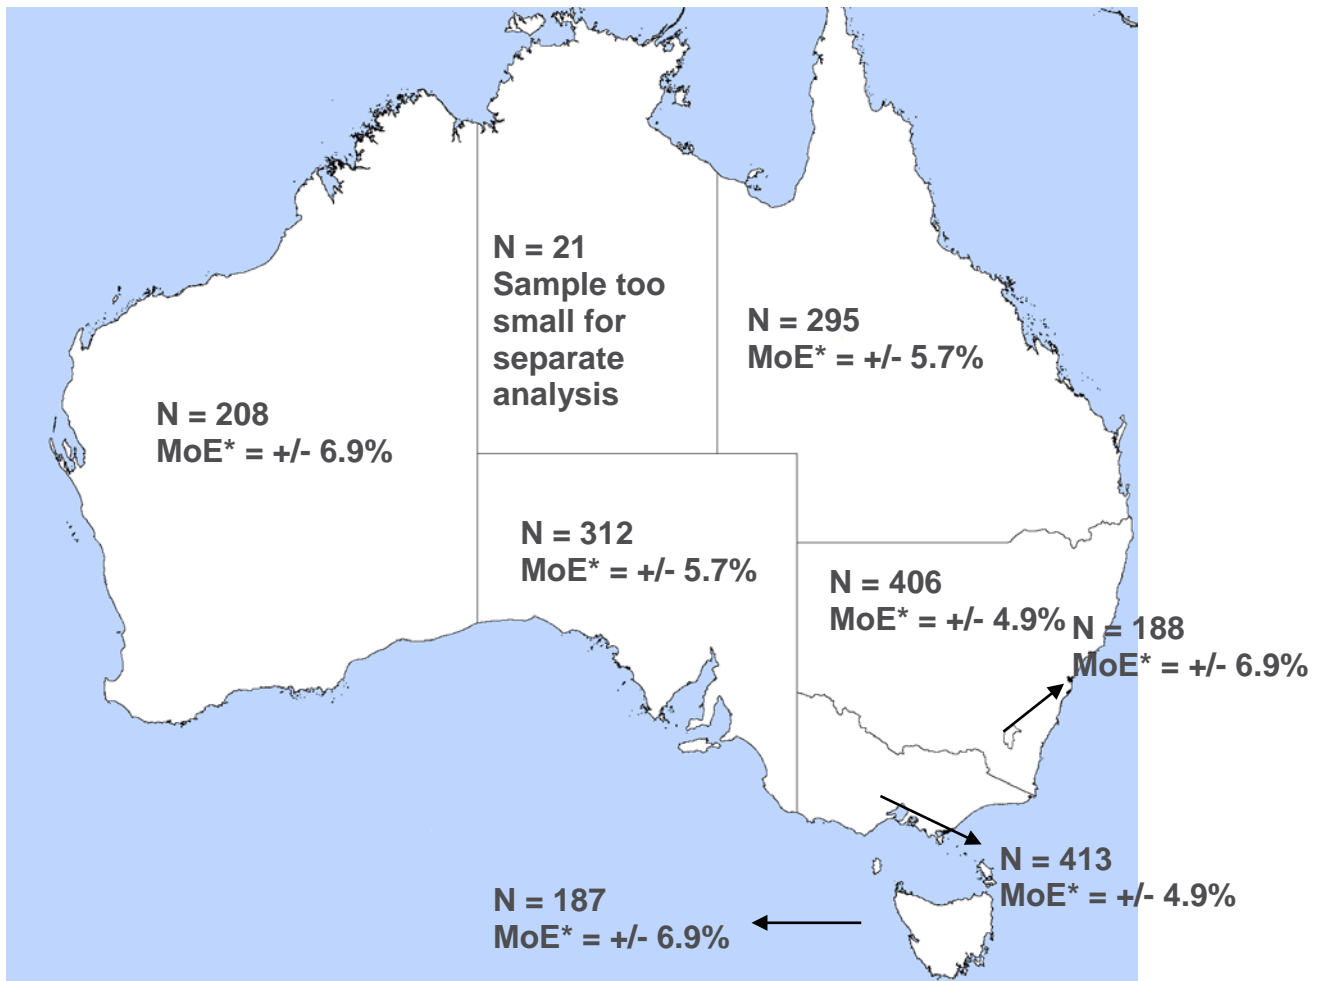 N = 21
Sample too
small for
separate
analysis
N = 295
MoE* = +/- 5.7%
N = 208
MoE* = +/- 6.9%
N = 312
MoE* = +/- 5.7%
N = 406
MoE* = +/- 4.9%
N = 188
MoE* = +/- 6.9%
N = 413
MoE* = +/- 4.9%
N = 187
MoE* = +/- 6.9%